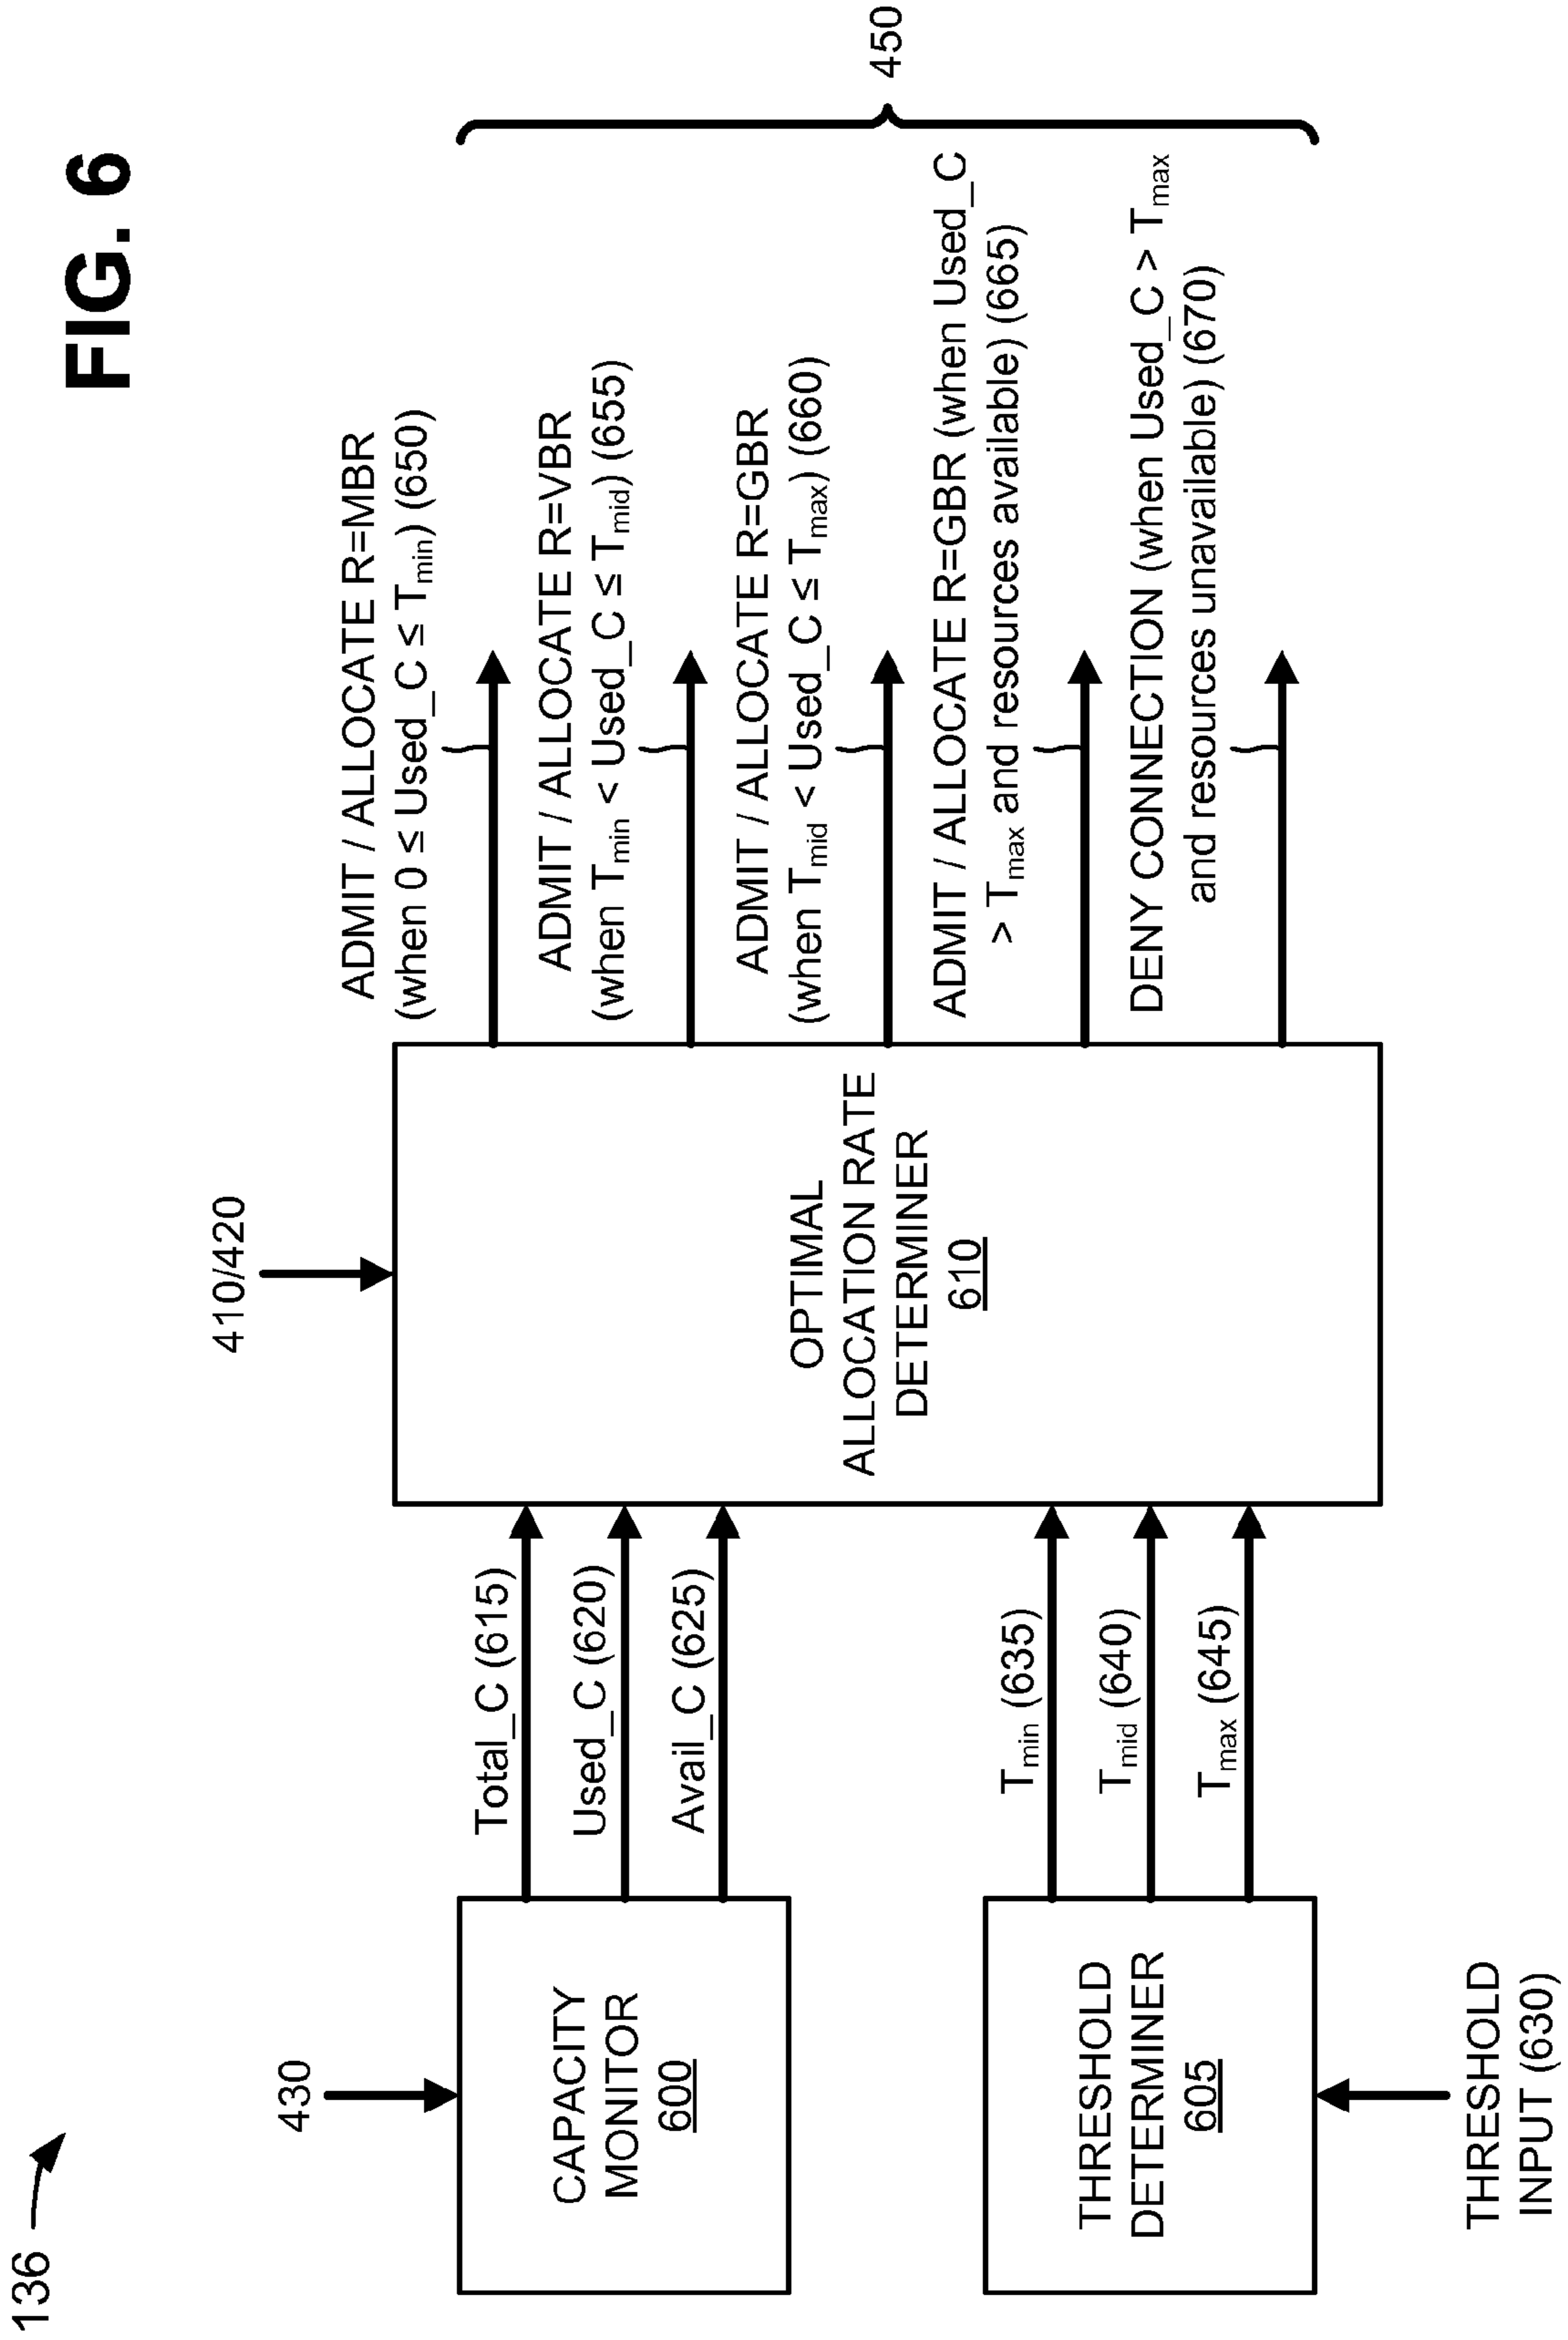 FIG. 6
136
430
CAPACITY
MONITOR
600
THRESHOLD
DETERMINER
605
THRESHOLD
INPUT (630)
Total_C (615)
Used_C (620)
Avail_C (625)
Tmin (635)
Tmid (640)
Tmax (645)
410/420
OPTIMAL
ALLOCATION RATE
DETERMINER
610
ADMIT / ALLOCATE R=MBR
(when 0 ≤ Used_C ≤ Tmin) (650)
ADMIT / ALLOCATE R=VBR
(when Tmin < Used_C ≤ Tmid) (655)
ADMIT / ALLOCATE R=GBR
(when Tmid < Used_C ≤ Tmax) (660)
ADMIT / ALLOCATE R=GBR (when Used_C
> Tmax and resources available) (665)
DENY CONNECTION (when Used_C > Tmax
and resources unavailable) (670)
450